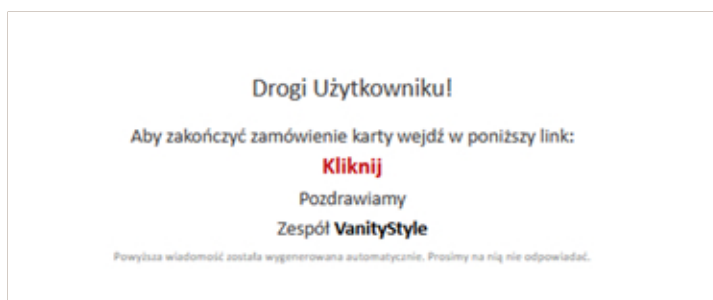 Drogi Użytkowniku!
Aby zakończyć zamówienie karty wejdź w poniższy link:
Kliknij
Pozdrawiamy
Zespół VanityStyle
Powyższa wiadomość została wygenerowana automatycznie. Prosimy na nią nie odpowiadać.